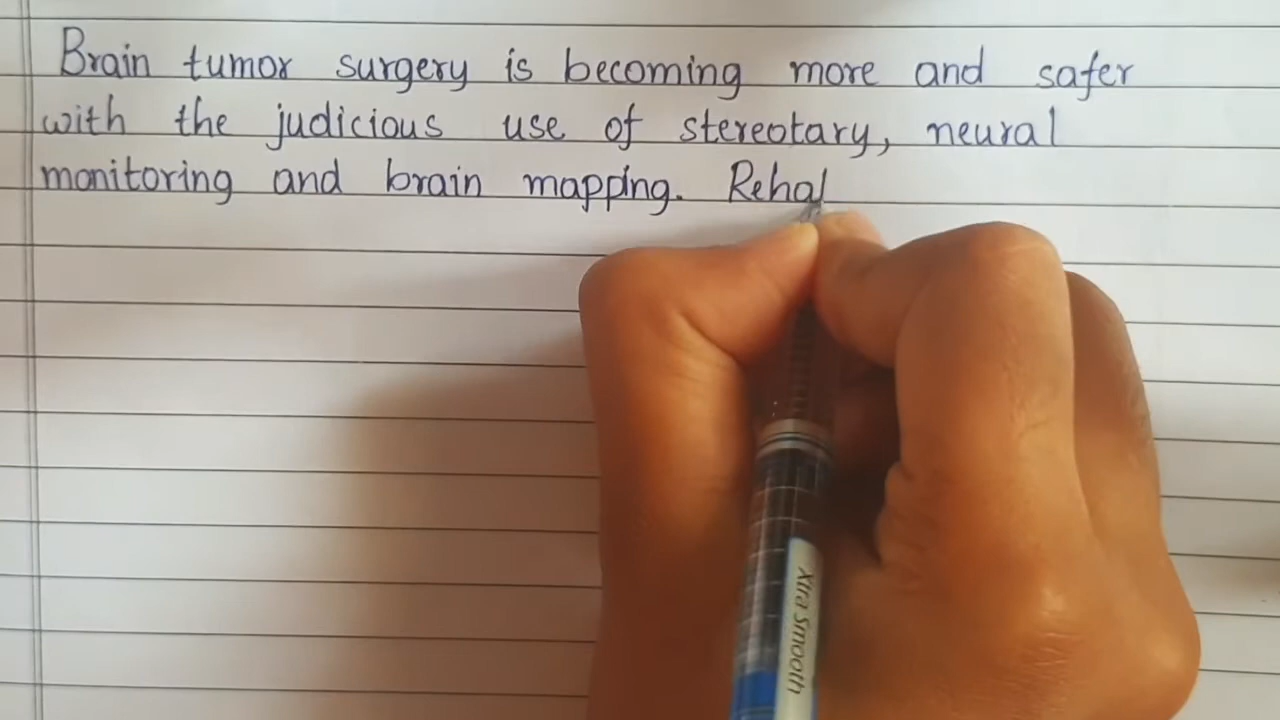 Brain tumor surgery is becoming more and safer
with the judicious use of stereotary, neural
monitoring and brain mapping. Reha
Xtra Smooth